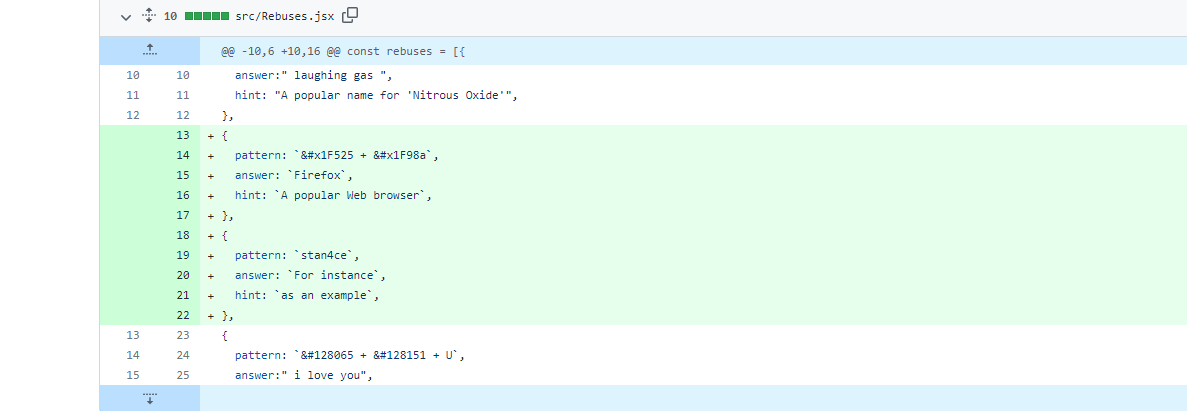 10 src/Rebuses.jsx
@@ -10,6 +10,16 @@ const rebuses = [{
10 10 answer:" laughing gas ",
11 11 hint: "A popular name for 'Nitrous Oxide'",
12 12 },
13 + {
14 + pattern: `&#x1F525 + &#x1F98a`,
15 + answer: `Firefox`,
16 + hint: `A popular Web browser`,
17 + },
18 + {
19 + pattern: `stan4ce`,
20 + answer: `For instance`,
21 + hint: `as an example`,
22 + },
13 23 {
14 24 pattern: `&#128065 + &#128151 + U`,
15 25 answer:" i love you",